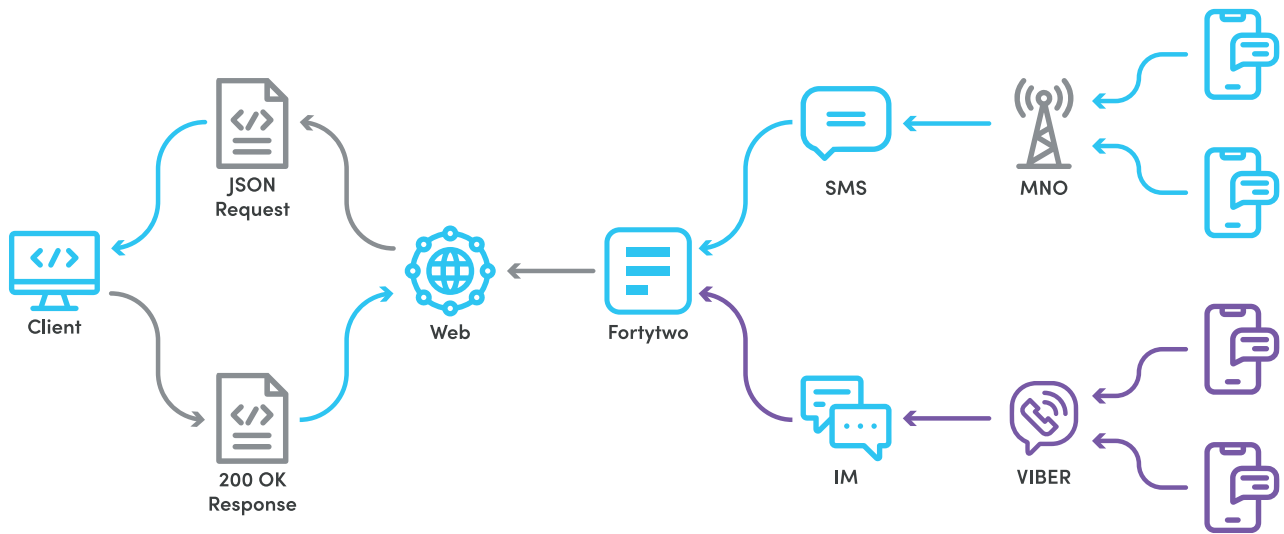 JSON
Request
SMS
MNO
Client
Web
Fortytwo
200 OK
Response
IM
VIBER